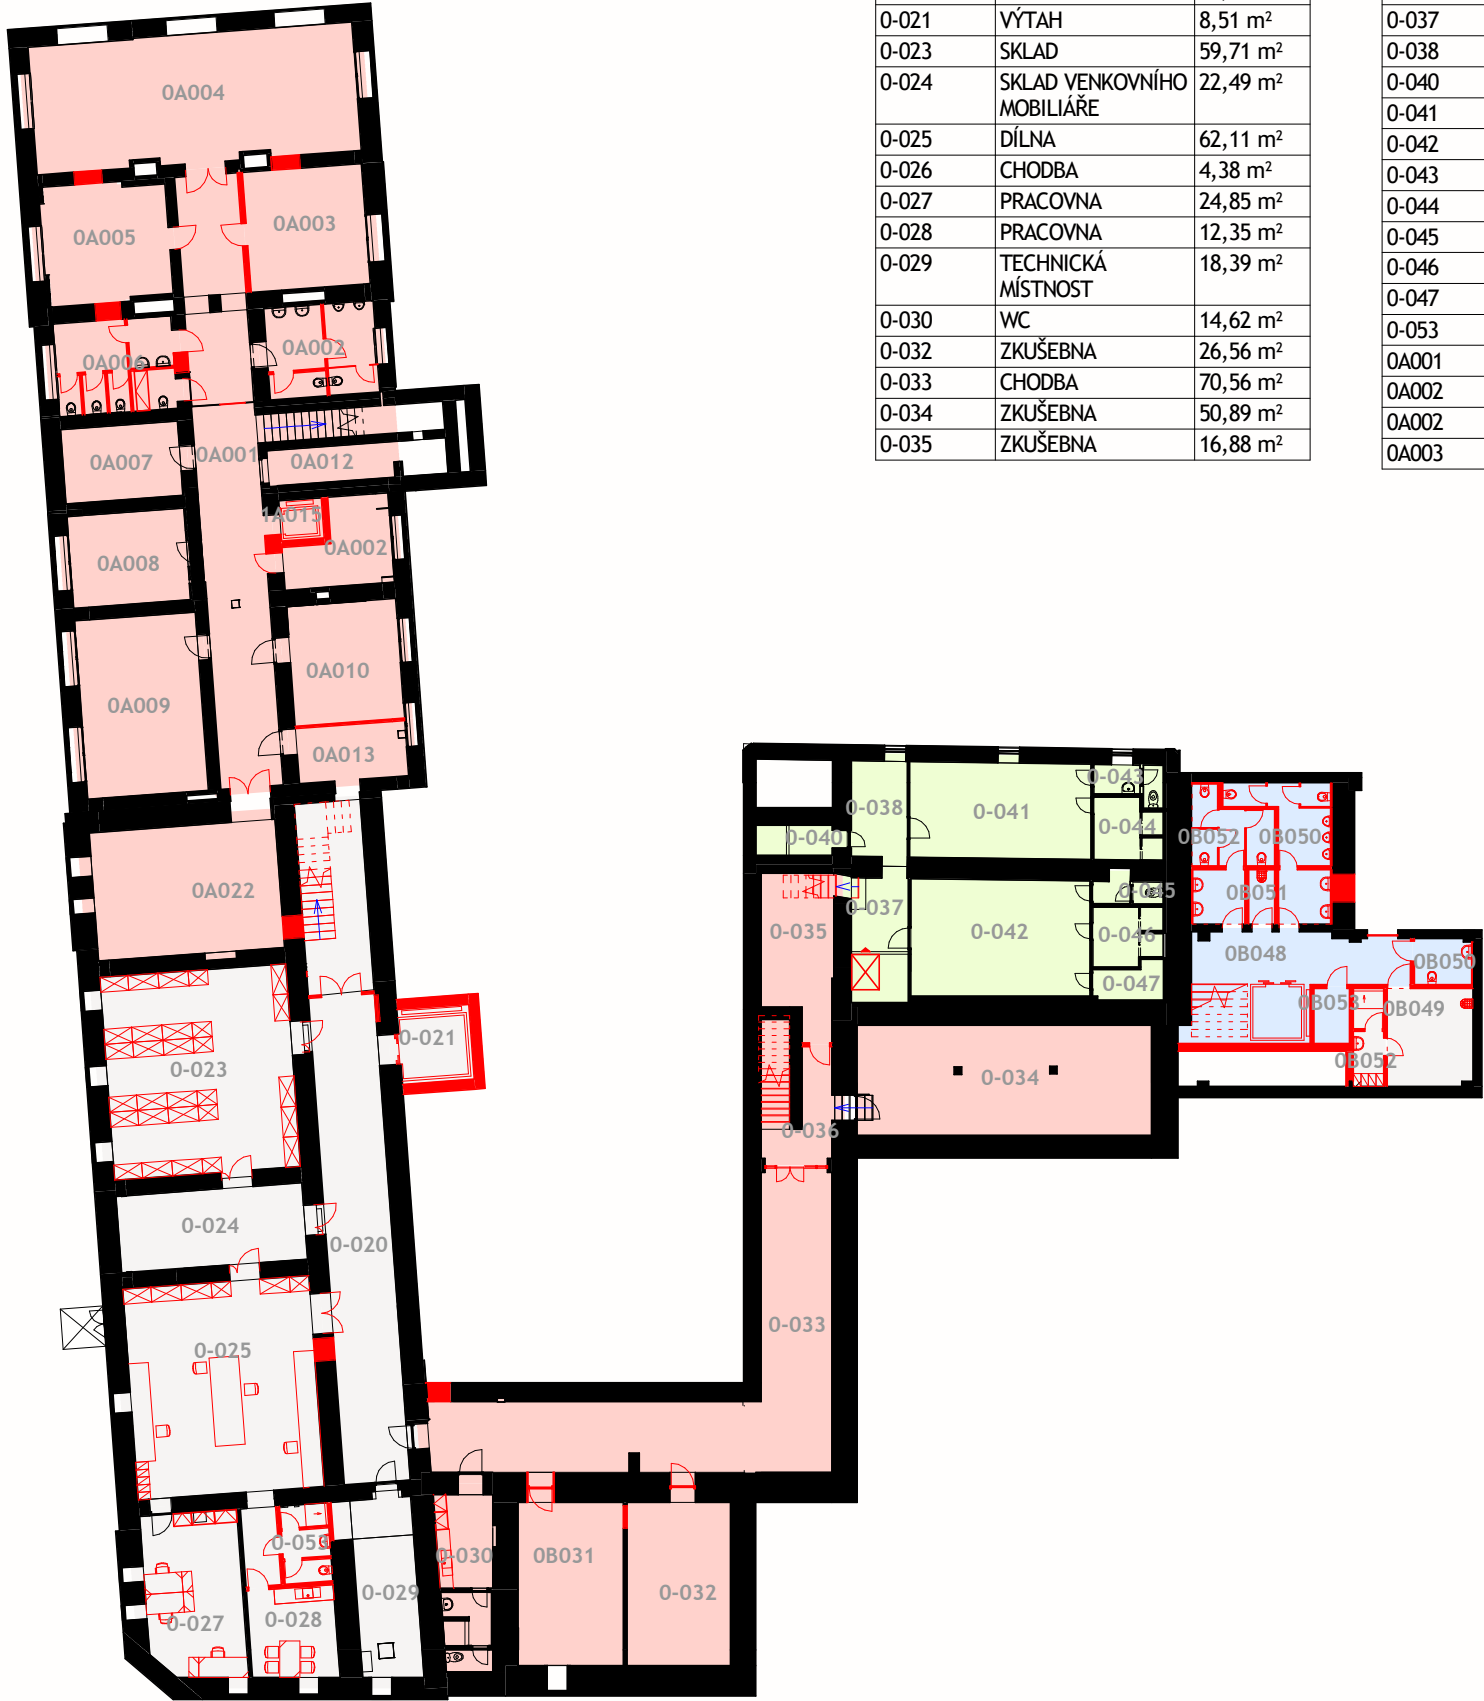 0-021 VÝTAH 8,51 m²
0-023 SKLAD 59,71 m²
0-024 SKLAD VENKOVNÍHO 22,49 m²
MOBILIÁŘE
0-025 DÍLNA 62,11 m²
0-026 CHODBA 4,38 m²
0-027 PRACOVNA 24,85 m²
0-028 PRACOVNA 12,35 m²
0-029 TECHNICKÁ 18,39 m²
MÍSTNOST
0-030 WC 14,62 m²
0-032 ZKUŠEBNA 26,56 m²
0-033 CHODBA 70,56 m²
0-034 ZKUŠEBNA 50,89 m²
0-035 ZKUŠEBNA 16,88 m²
0-037
0-038
0-040
0-041
0-042
0-043
0-044
0-045
0-046
0-047
0-053
0A001
0A002
0A002
0A003
0A004
0A005
0A003
0A006
0A002
0A007
0A001
0A012
1A015
0A002
0A008
0A010
0A009
0A013
0A022
0-021
0-023
0-024
0-020
0-025
0-053
0-027
0-028
0-029
0-030
0B031
0-032
0-033
0-036
0-034
0-035
0-037
0-038
0-040
0-041
0-042
0-043
0-044
0-045
0-046
0-047
0B052
0B050
0B051
0B048
0B050
0B053
0B049
0B052